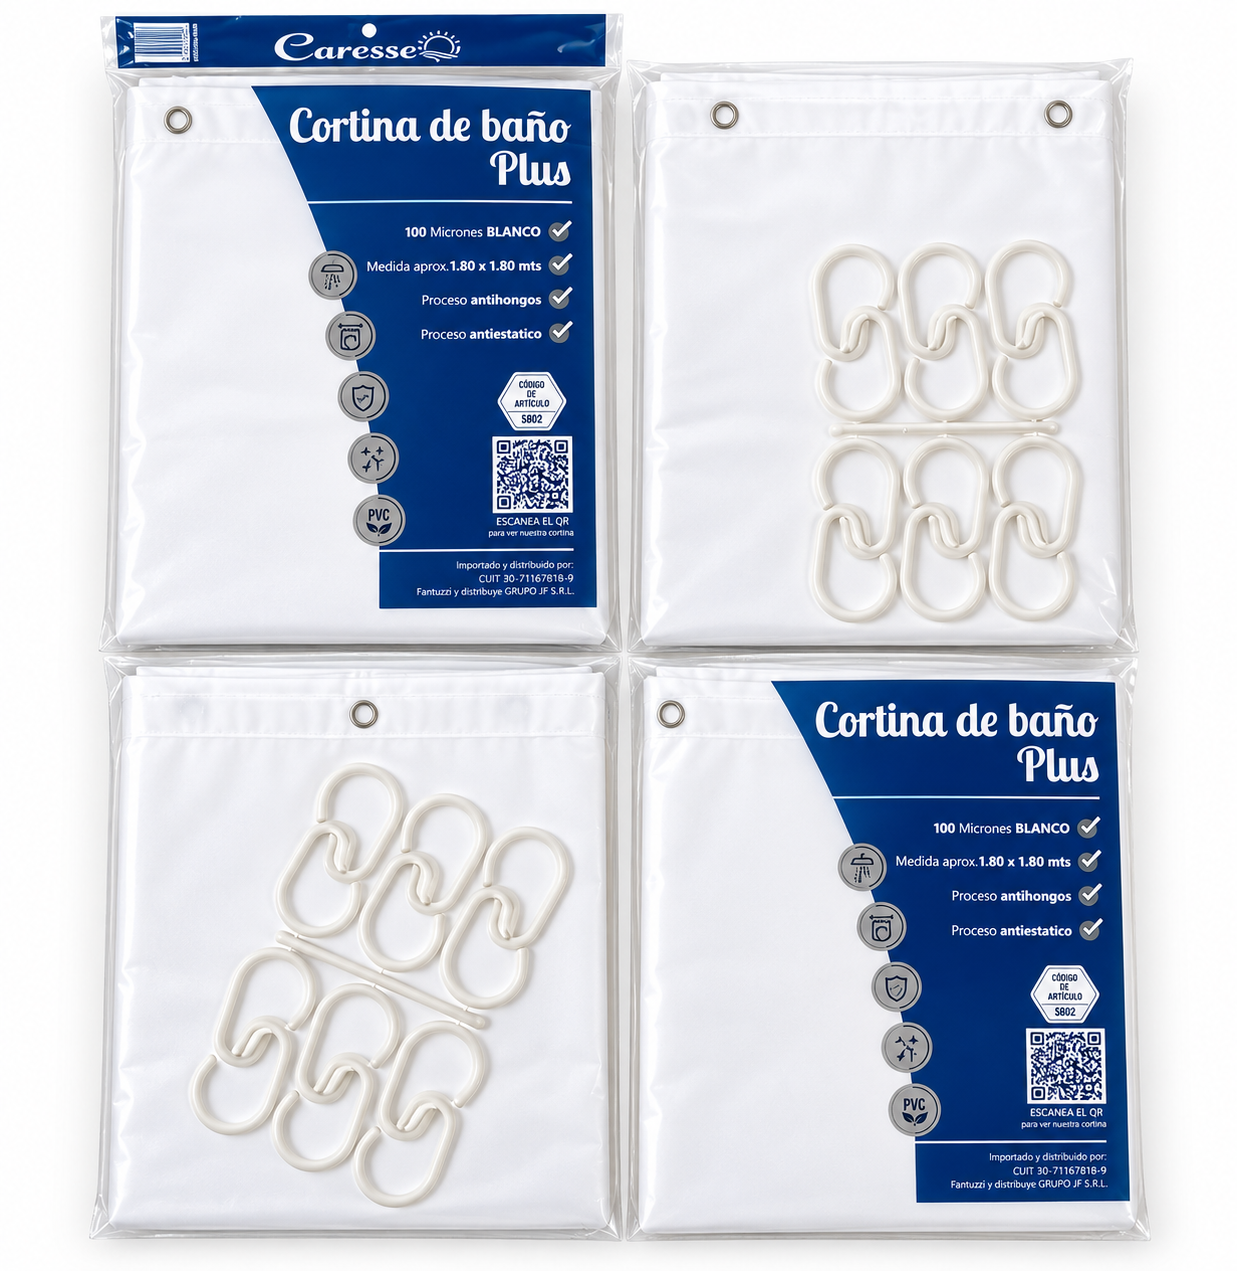 Caresse
Cortina de baño
Plus
100 Micrones BLANCO
Medida aprox.1.80 x 1.80 mts
Proceso antihongos
Proceso antiestatico
CÓDIGO
DE
ARTÍCULO
S802
PVC
ESCANEA EL QR
para ver nuestra cortina
Importado y distribuido por:
CUIT 30-71167818-9
Fantuzzi y distribuye GRUPO JF S.R.L.
Cortina de baño
Plus
100 Micrones BLANCO
Medida aprox.1.80 x 1.80 mts
Proceso antihongos
Proceso antiestatico
CÓDIGO
DE
ARTÍCULO
S802
PVC
ESCANEA EL QR
para ver nuestra cortina
Importado y distribuido por:
CUIT 30-71167818-9
Fantuzzi y distribuye GRUPO JF S.R.L.